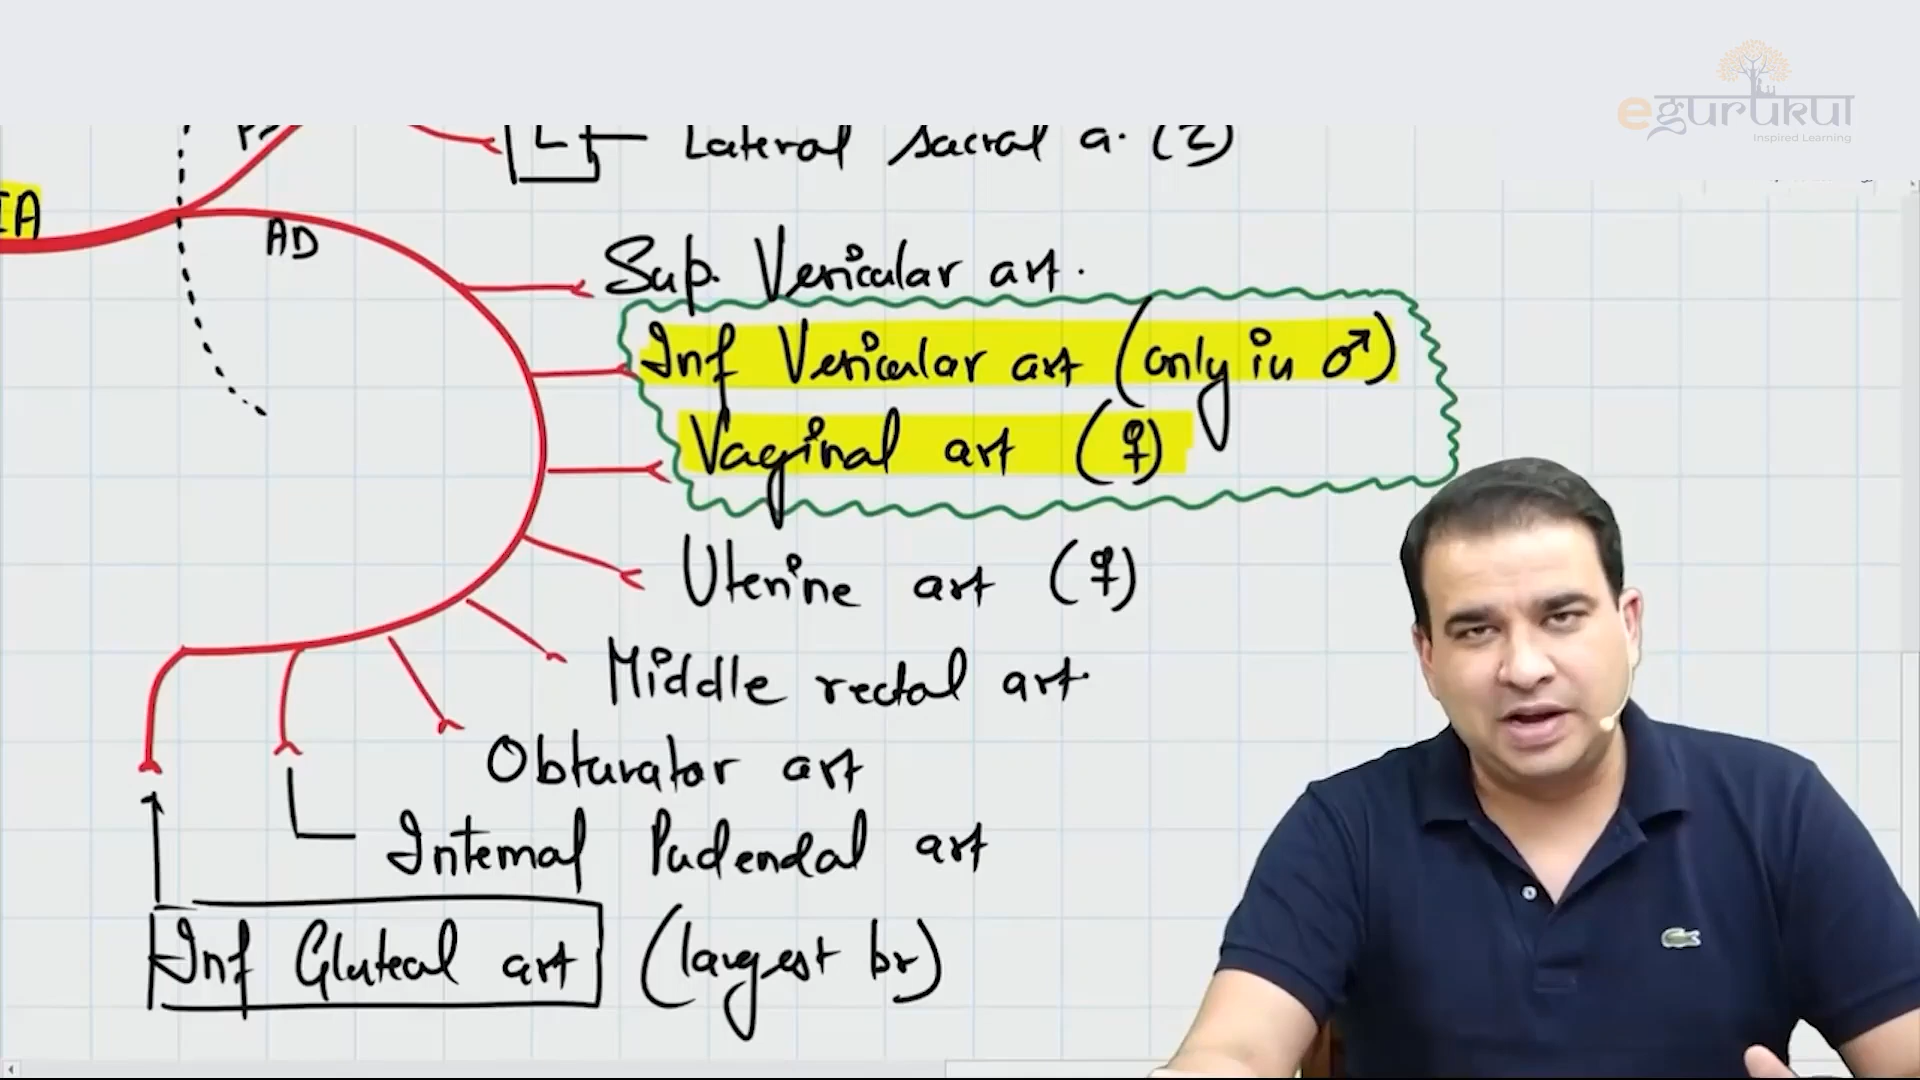 egurukul
Inspired Learning
L Lateral sacral a. (2)
IA
AD
Sup. Vesicular art.
Inf Vesicular art (only in ♂)
Vaginal art (♀)
Uterine art (♀)
Middle rectal art.
Obturator art
Internal Pudendal art
Inf Gluteal art (largest br)